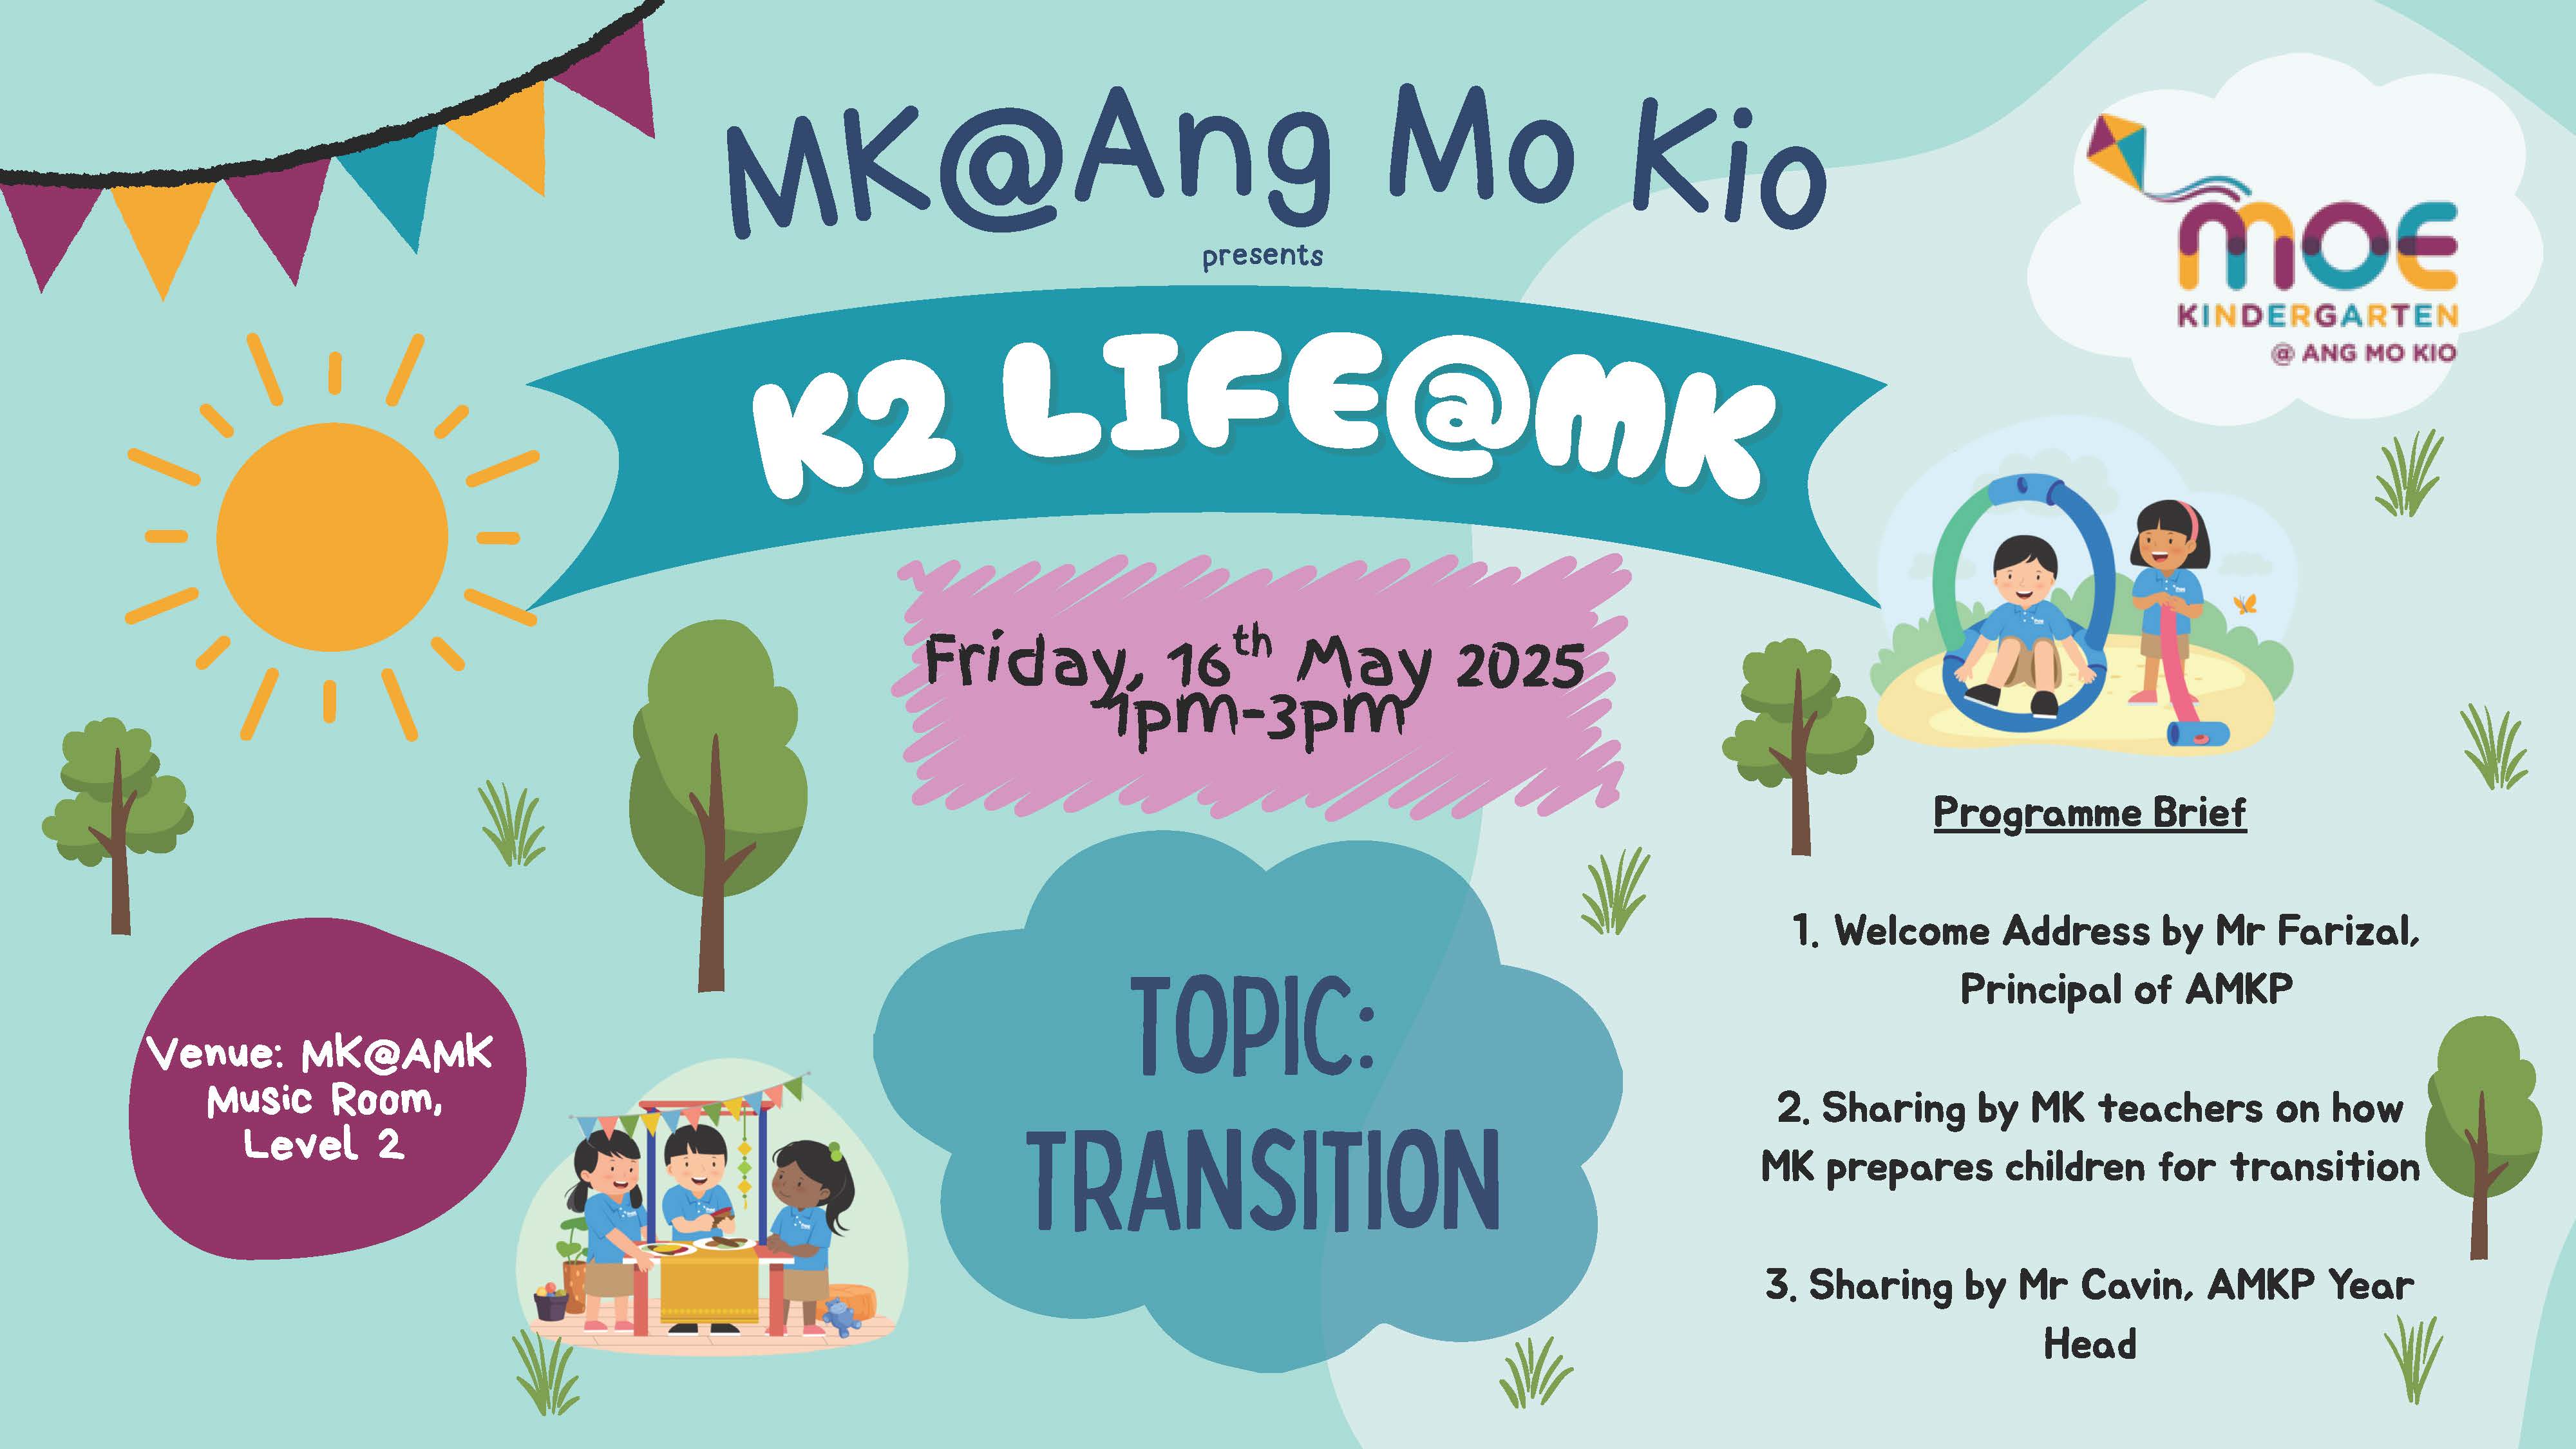 MK@Ang Mo Kio
presents
moe
KINDERGARTEN
@ ANG MO KIO
K2 LIFE@MK
Friday, 16th May 2025
1pm-3pm
TOPIC:
TRANSITION
Venue: MK@AMK
Music Room,
Level 2
Programme Brief
1. Welcome Address by Mr Farizal,
Principal of AMKP
2. Sharing by MK teachers on how
MK prepares children for transition
3. Sharing by Mr Cavin, AMKP Year
Head